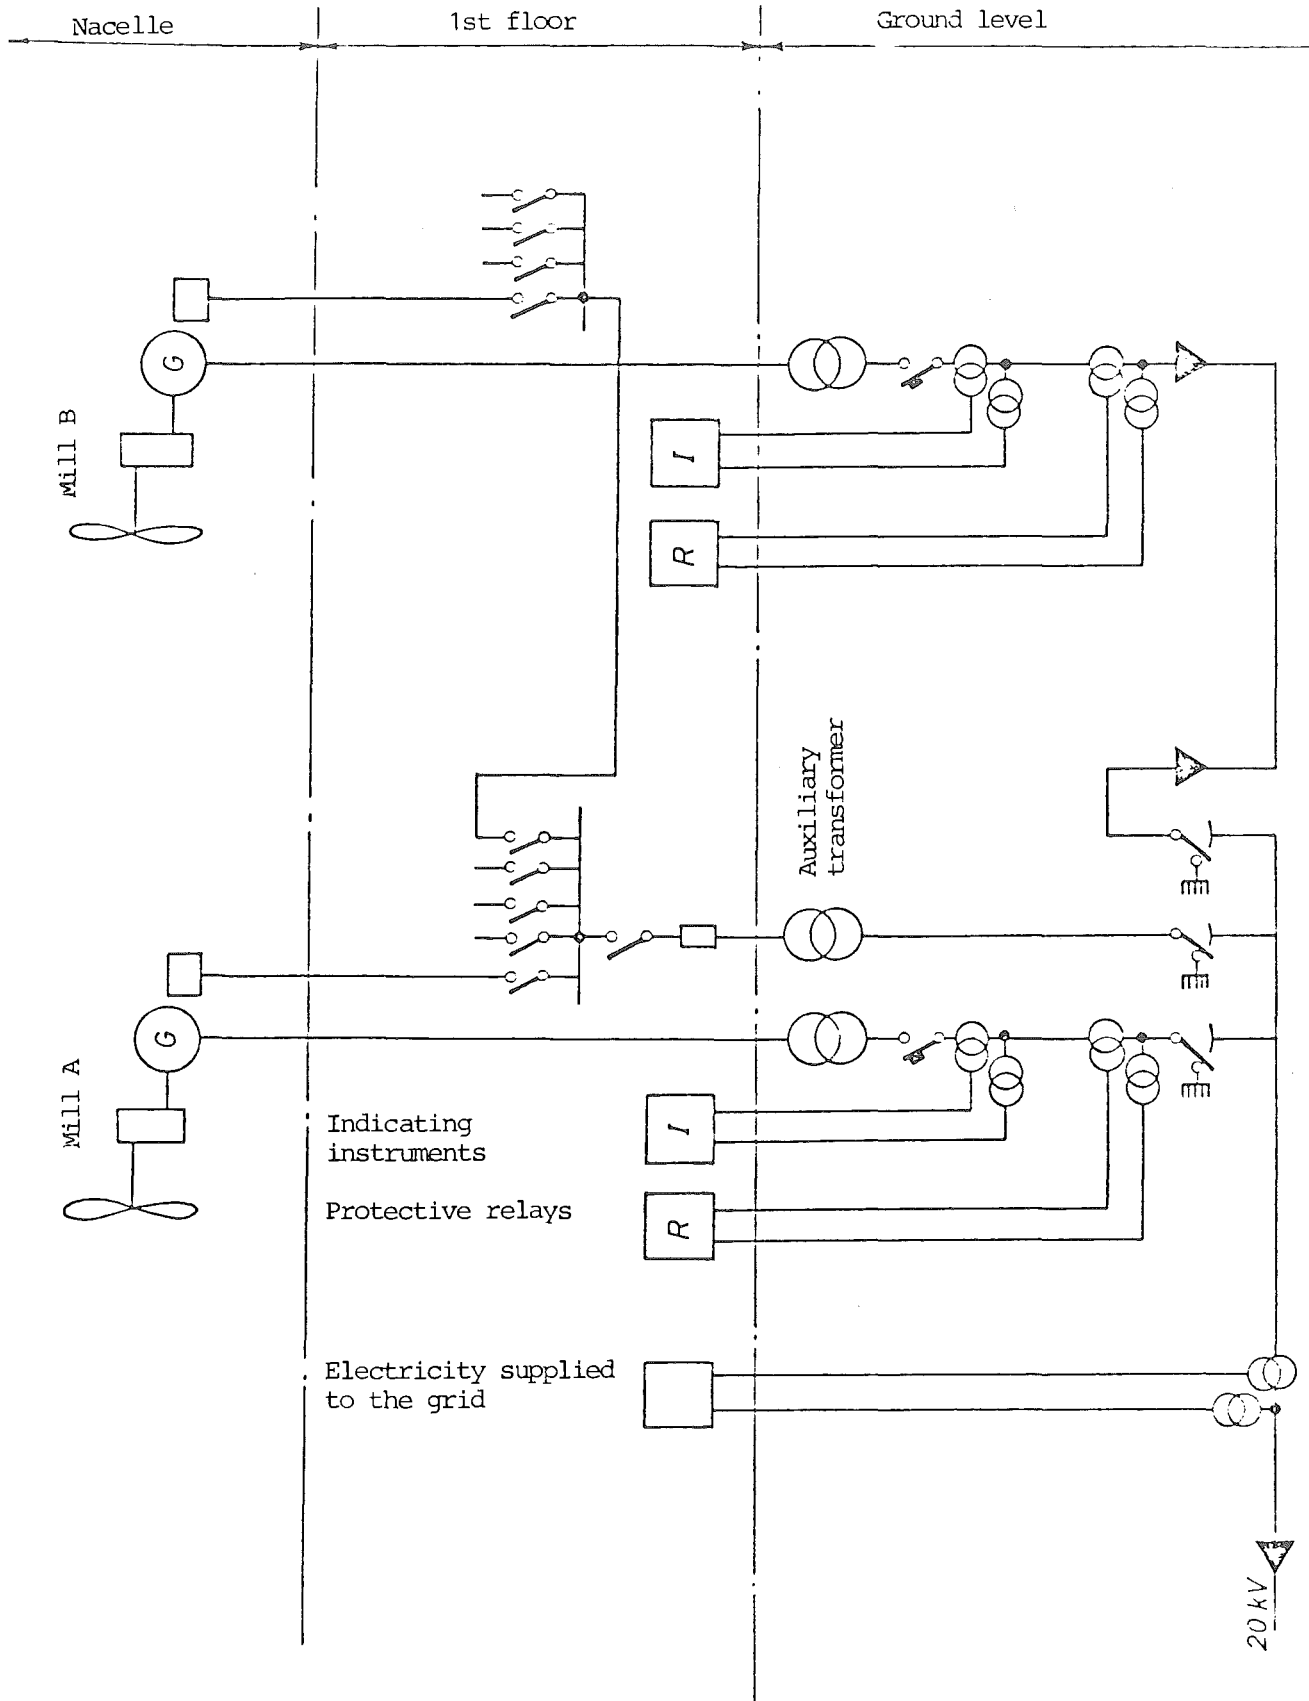 Nacelle
1st floor
Ground level
Mill B
G
I
R
Auxiliary
transformer
Mill A
G
Indicating
instruments
I
Protective relays
R
Electricity supplied
to the grid
20 kV